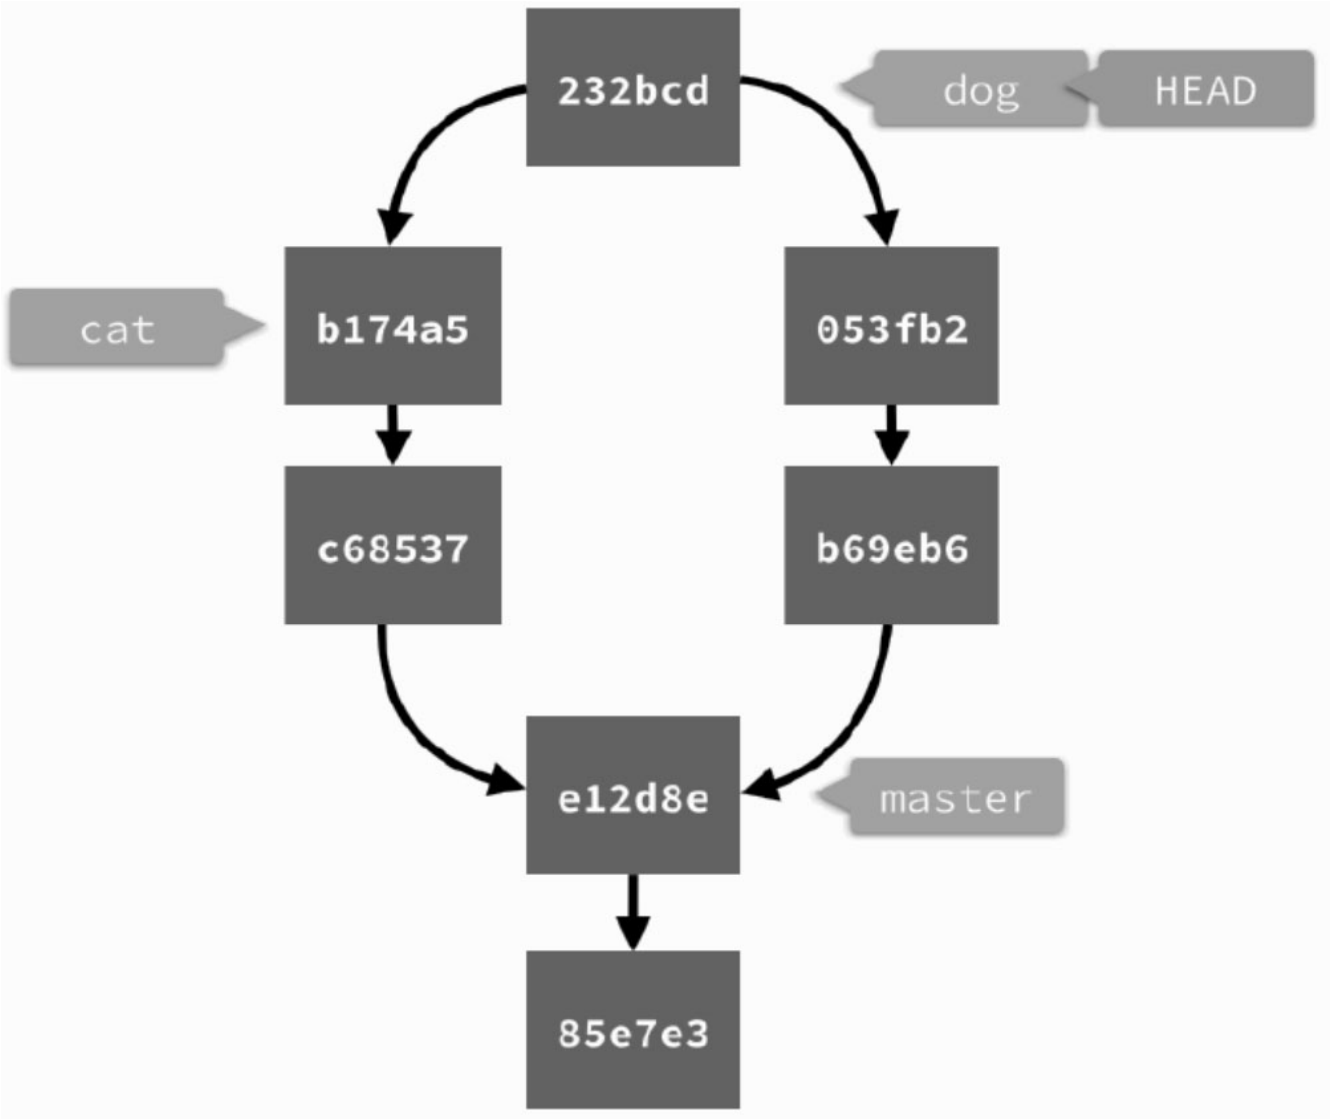 232bcd
dog
HEAD
cat
b174a5
053fb2
c68537
b69eb6
e12d8e
master
85e7e3